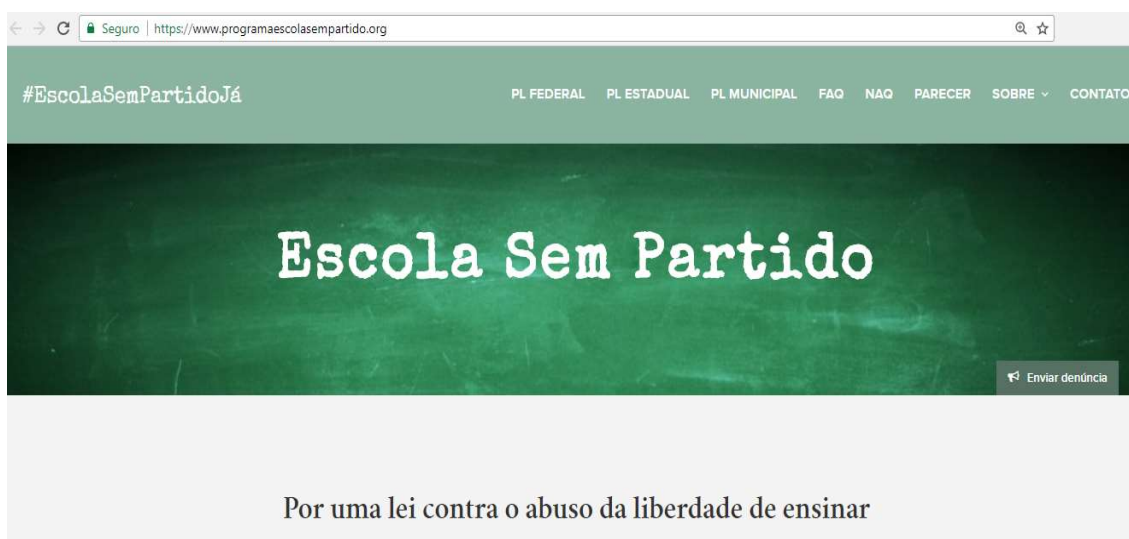 Seguro | https://www.programaescolasempartido.org
#EscolaSemPartidoJá PL FEDERAL PL ESTADUAL PL MUNICIPAL FAQ NAQ PARECER SOBRE CONTATO
Escola Sem Partido
Enviar denúncia
Por uma lei contra o abuso da liberdade de ensinar